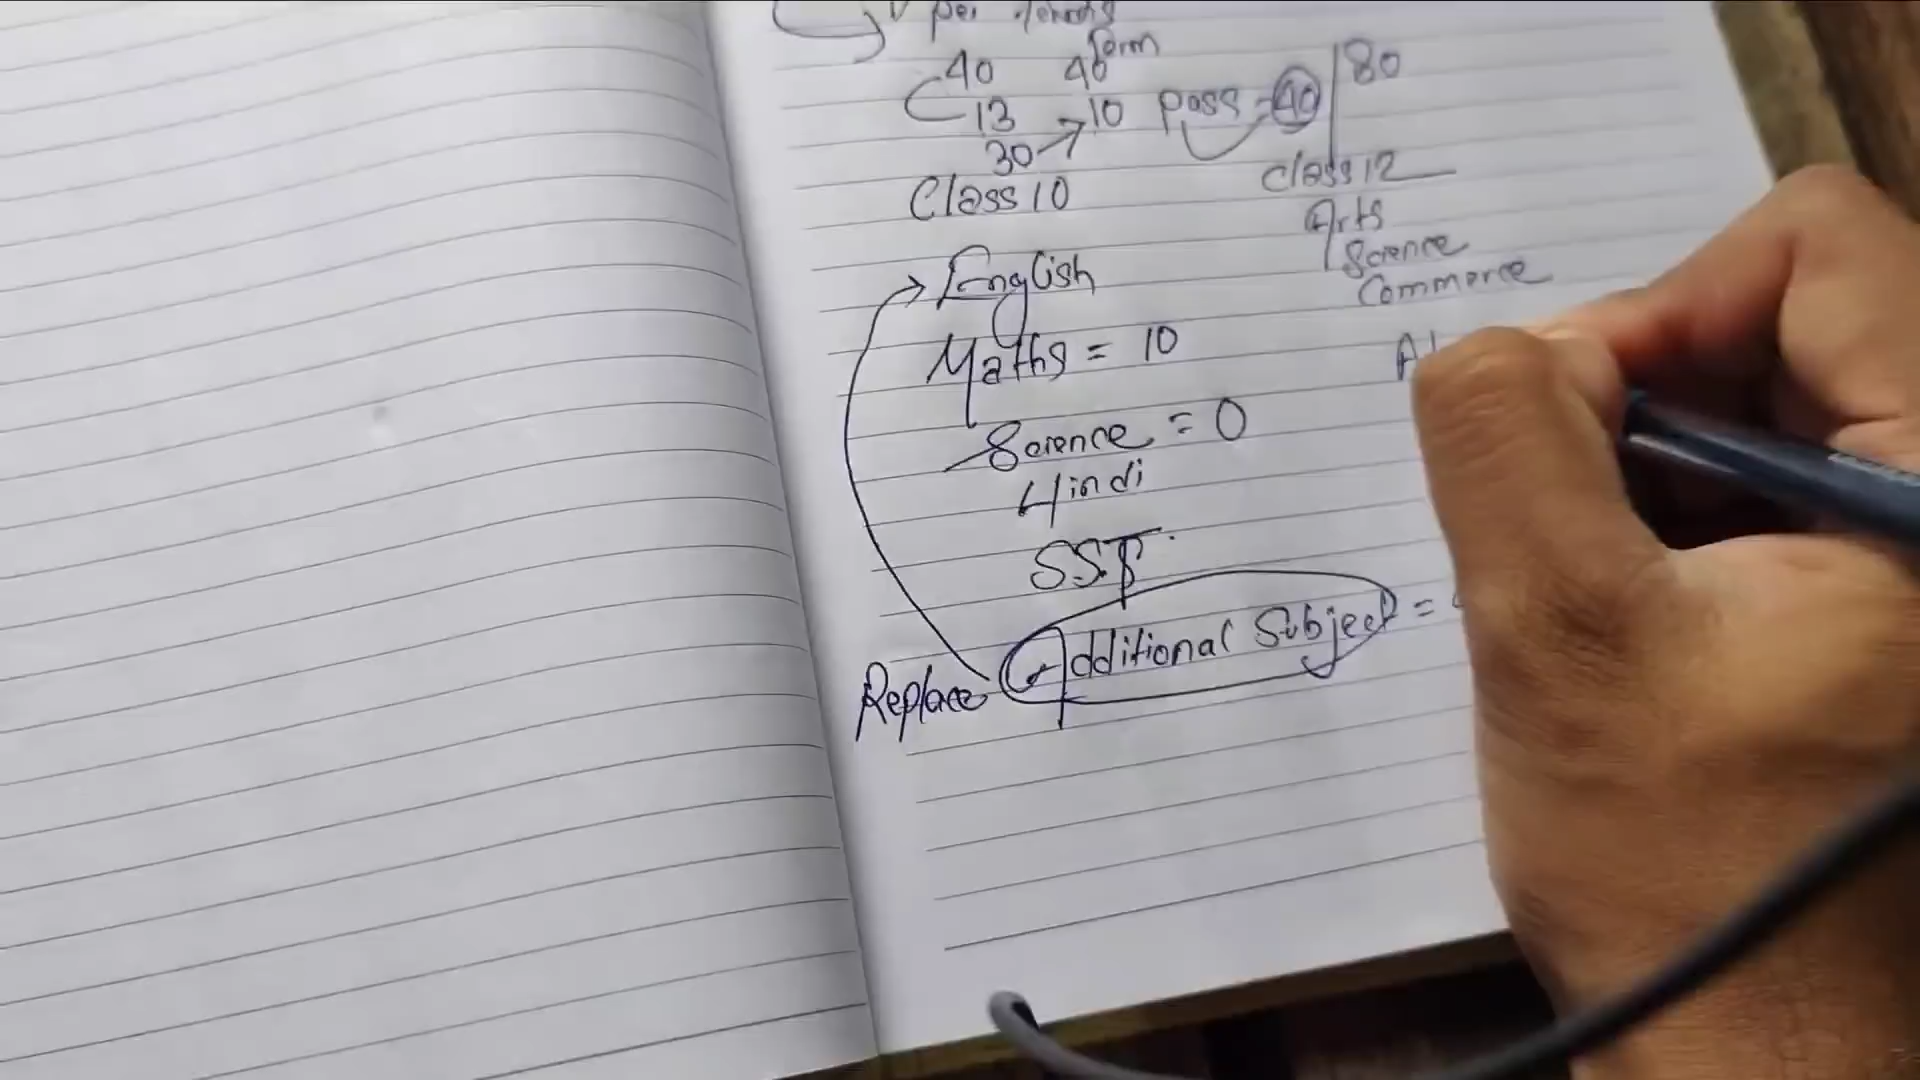 per
40 40 form
13 10 pass = 40 80
30
Class 10 Class 12
Arts
Science
Commerce
English
Maths = 10
Science = 0
Hindi
SST
Additional Subject =
Replace